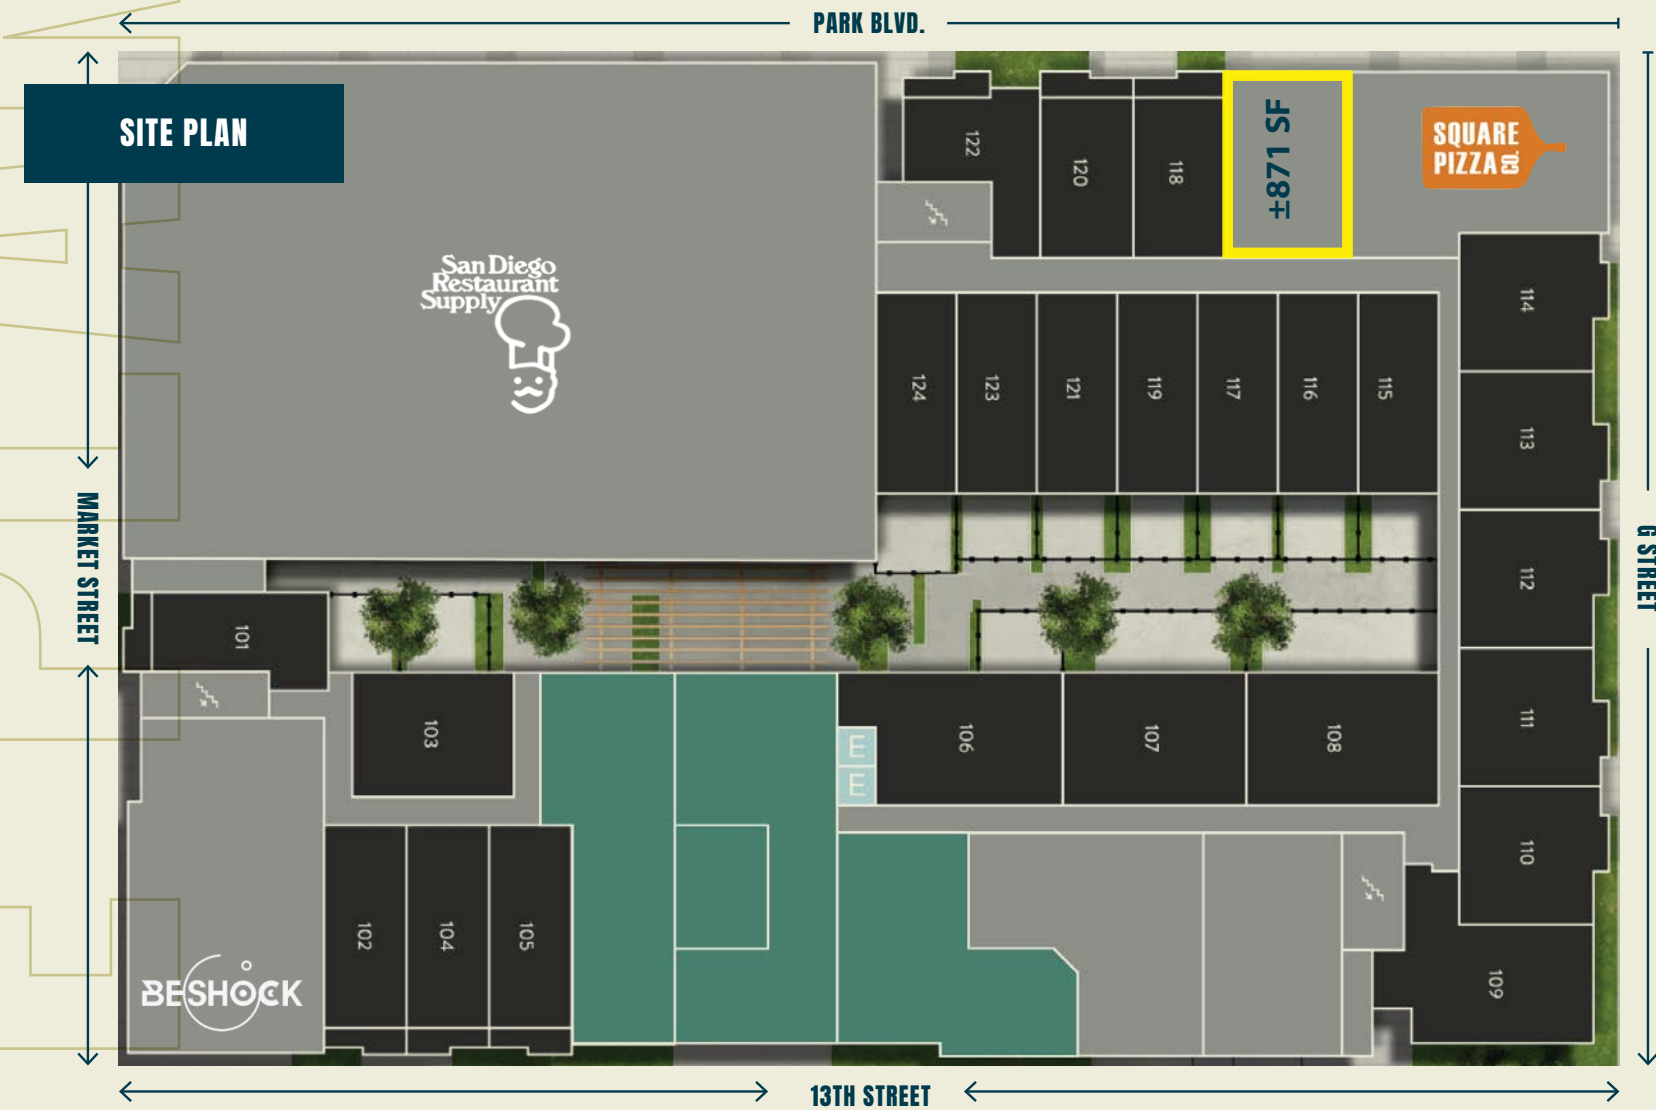 PARK BLVD.
SITE PLAN
±871 SF
SQUARE
PIZZA CO.
122
120
118
San Diego
Restaurant
Supply
114
124
123
121
119
117
116
115
113
MARKET STREET
G STREET
112
101
103
106
107
108
111
E
E
110
102
104
105
109
BESHOCK
13TH STREET